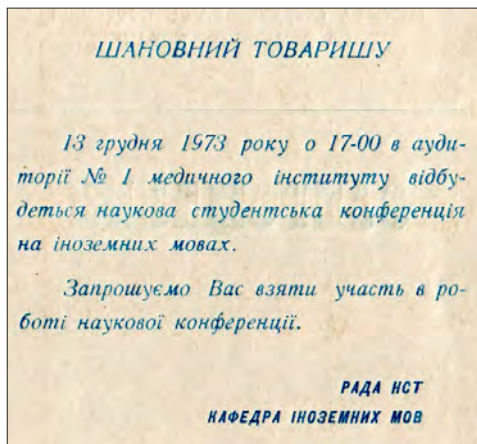 ШАНОВНИЙ ТОВАРИШУ
13 грудня 1973 року о 17-00 в ауди-
торії № 1 медичного інституту відбу-
деться наукова студентська конференція
на іноземних мовах.
Запрошуємо Вас взяти участь в ро-
боті наукової конференції.
РАДА НСТ
КАФЕДРА ІНОЗЕМНИХ МОВ